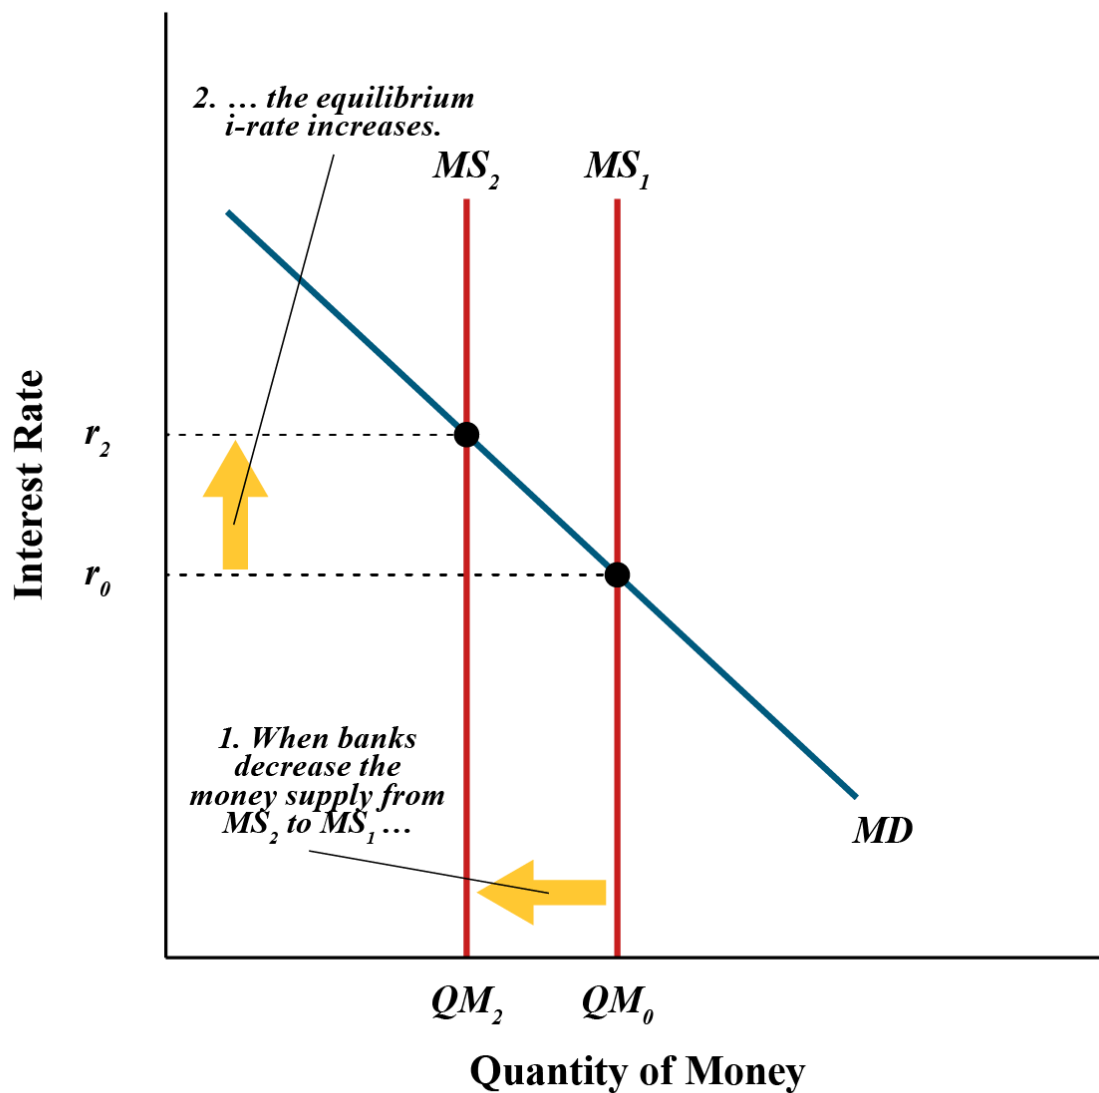 2. … the equilibrium
i-rate increases.
MS2 MS1
Interest Rate
r2
r0
1. When banks
decrease the
money supply from
MS2 to MS1 …
MD
QM2 QM0
Quantity of Money